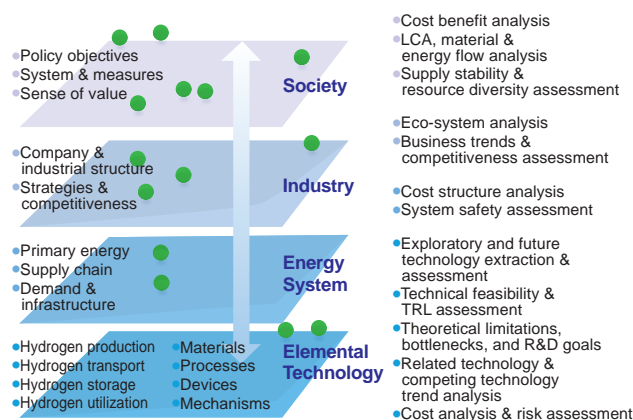 •Policy objectives
•System & measures
•Sense of value
Society
•Company &
industrial structure
•Strategies &
competitiveness
Industry
•Primary energy
•Supply chain
•Demand &
infrastructure
Energy
System
•Hydrogen production
•Hydrogen transport
•Hydrogen storage
•Hydrogen utilization
•Materials
•Processes
•Devices
•Mechanisms
Elemental
Technology
•Cost benefit analysis
•LCA, material &
energy flow analysis
•Supply stability &
resource diversity assessment
•Eco-system analysis
•Business trends &
competitiveness assessment
•Cost structure analysis
•System safety assessment
•Exploratory and future
technology extraction &
assessment
•Technical feasibility &
TRL assessment
•Theoretical limitations,
bottlenecks, and R&D goals
•Related technology &
competing technology
trend analysis
•Cost analysis & risk assessment